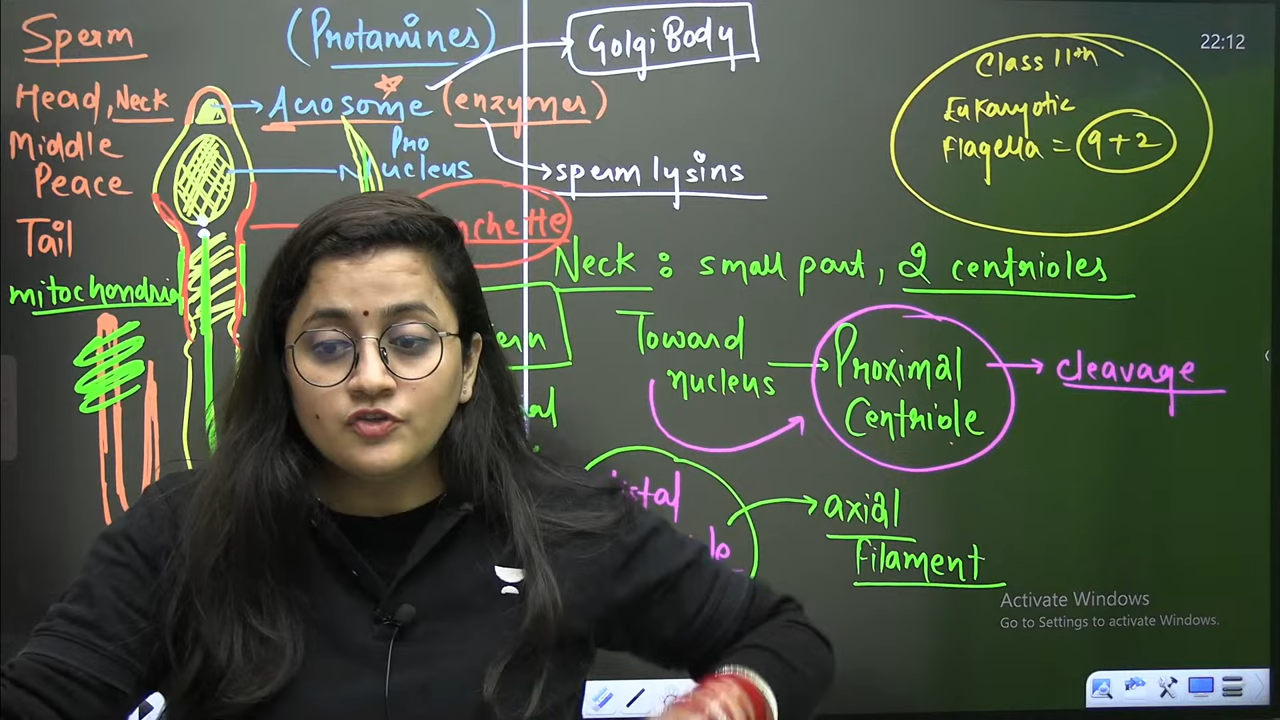 Sperm
(Protamines)
Golgi Body
22:12
Head, Neck
Acrosome (enzymes)
Class 11th
Eukaryotic
Flagella = 9+2
Middle
Peace
Pro
Nucleus
sperm lysins
Tail
nchette
mitochondria
Neck : small part, 2 centrioles
Toward
nucleus
Proximal
Centriole
cleavage
axial
filament
Activate Windows
Go to Settings to activate Windows.